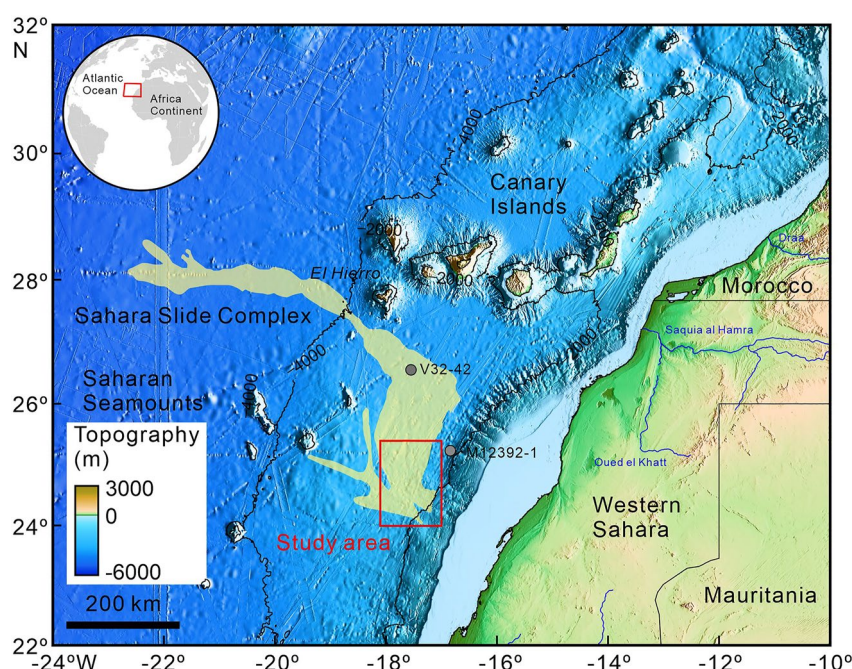 32°
N
30°
28°
26°
24°
22°
Atlantic
Ocean
Africa
Continent
4000
2000
Canary
Islands
2000
2000
El Hierro
Draa
Morocco
Sahara Slide Complex
Saquia al Hamra
2000
4000
V32-42
Saharan
Seamounts
4000
M12392-1
Oued el Khatt
Topography
(m)
3000
0
-6000
Western
Sahara
Study area
200 km
Mauritania
-24°W
-22°
-20°
-18°
-16°
-14°
-12°
-10°